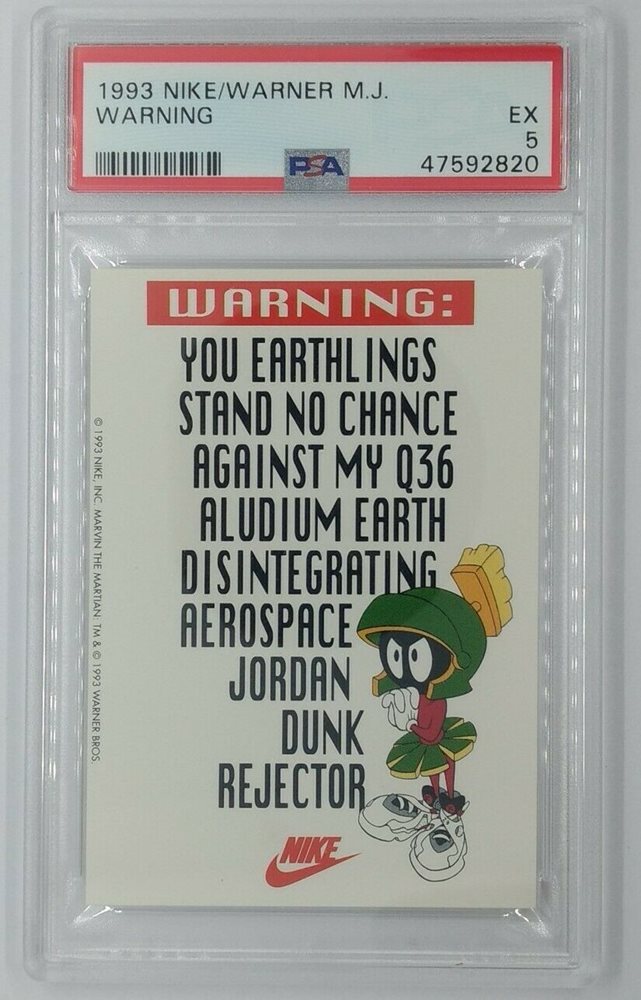 1993 NIKE/WARNER M.J.
WARNING
EX
5
PSA
47592820
WARNING:
YOU EARTHLINGS
STAND NO CHANCE
AGAINST MY Q36
ALUDIUM EARTH
DISINTEGRATING
AEROSPACE
JORDAN
DUNK
REJECTOR
NIKE
© 1993 NIKE, INC. MARVIN THE MARTIAN: TM & © 1993 WARNER BROS.